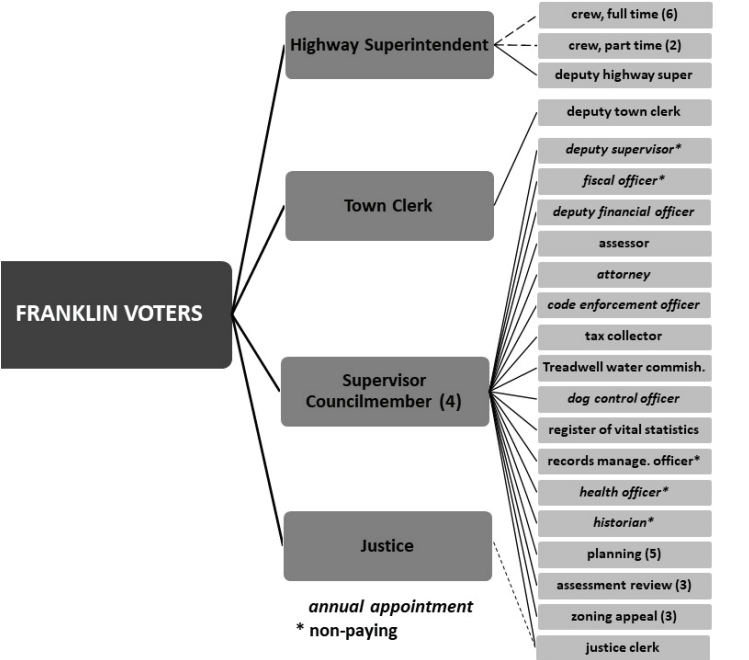 FRANKLIN VOTERS
Highway Superintendent
crew, full time (6)
crew, part time (2)
deputy highway super
Town Clerk
deputy town clerk
Supervisor
Councilmember (4)
deputy supervisor*
fiscal officer*
deputy financial officer
assessor
attorney
code enforcement officer
tax collector
Treadwell water commish.
dog control officer
register of vital statistics
records manage. officer*
health officer*
historian*
planning (5)
assessment review (3)
zoning appeal (3)
justice clerk
Justice
annual appointment
* non-paying